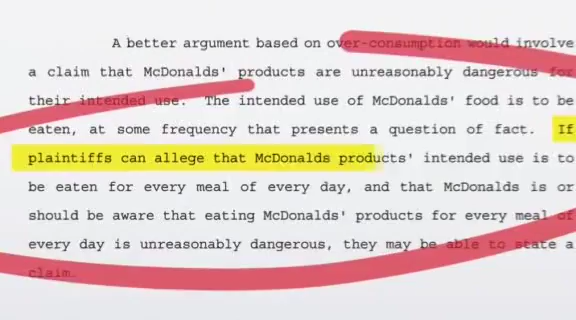 A better argument based on over-consumption would involve
a claim that McDonalds' products are unreasonably dangerous for
their intended use. The intended use of McDonalds' food is to be
eaten, at some frequency that presents a question of fact. If
plaintiffs can allege that McDonalds products' intended use is to
be eaten for every meal of every day, and that McDonalds is or
should be aware that eating McDonalds' products for every meal of
every day is unreasonably dangerous, they may be able to state a
claim.